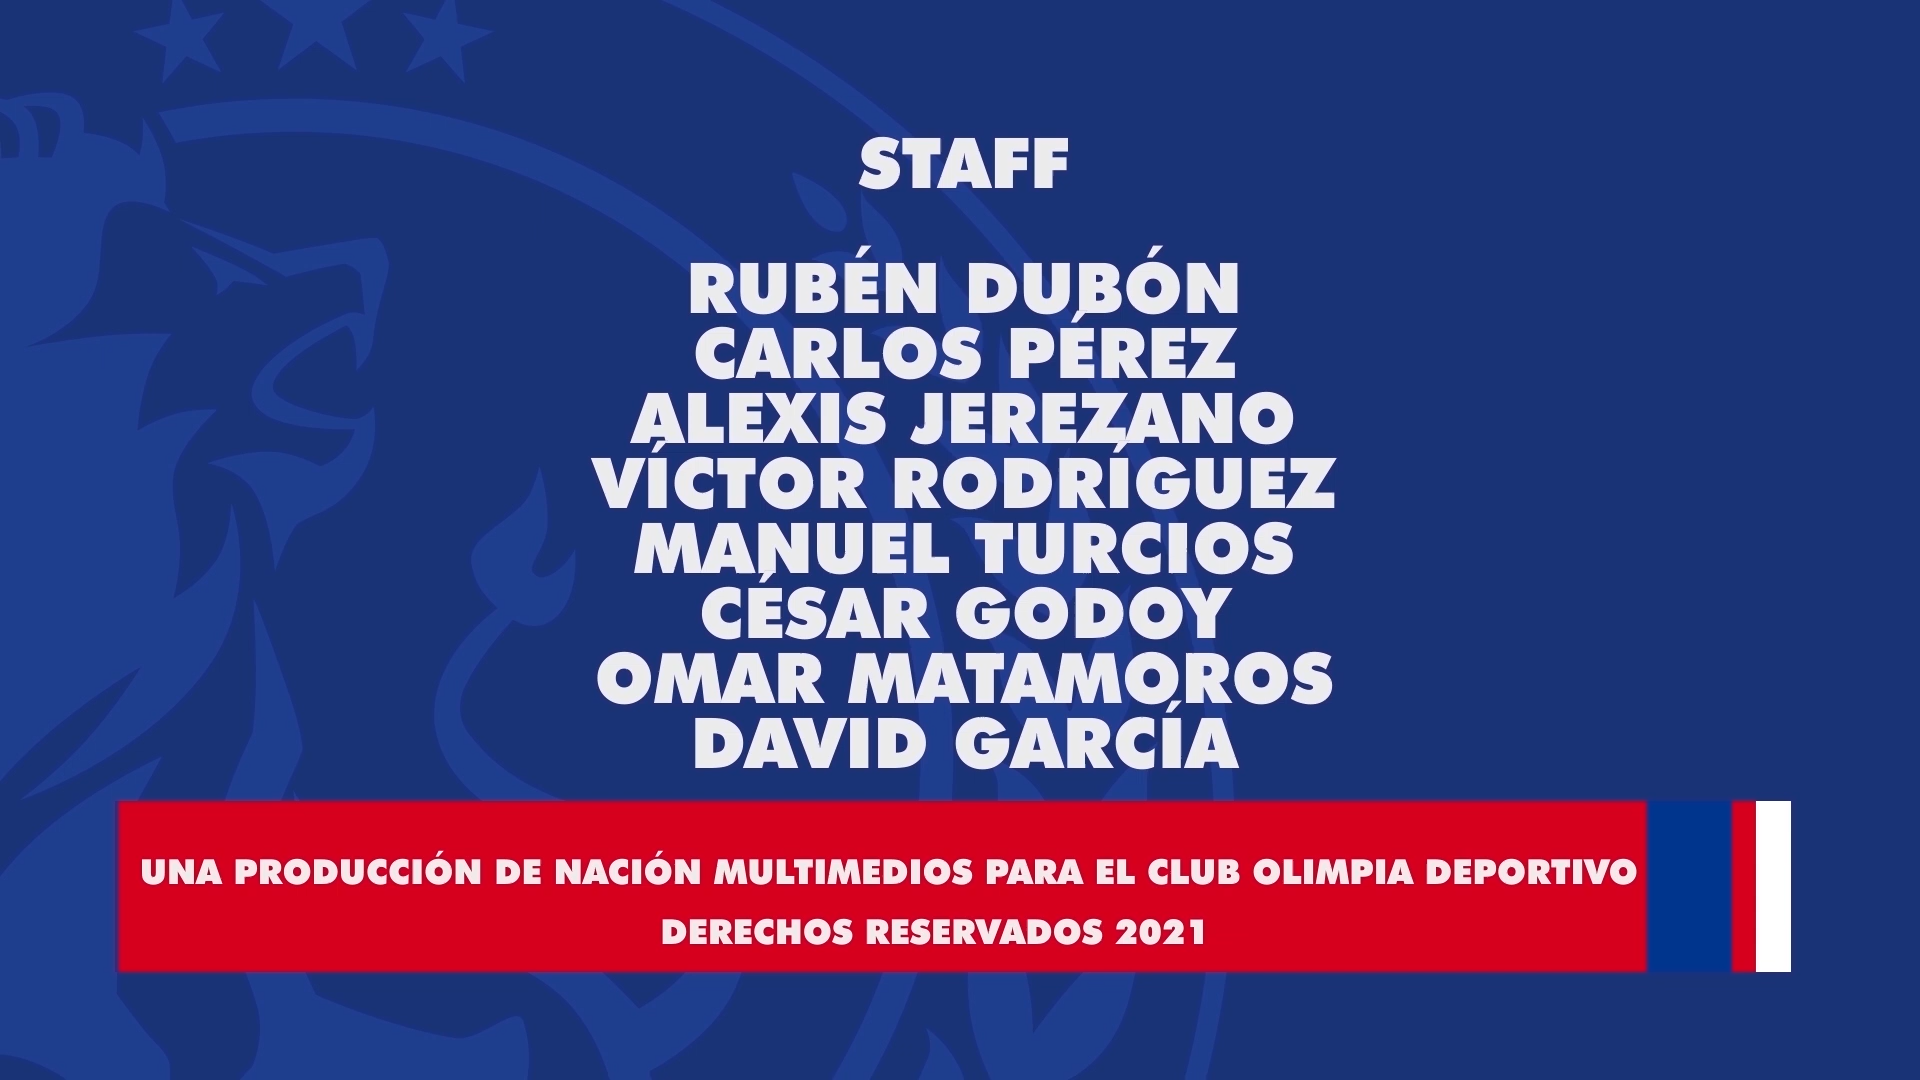 STAFF
RUBÉN DUBÓN
CARLOS PÉREZ
ALEXIS JEREZANO
VÍCTOR RODRÍGUEZ
MANUEL TURCIOS
CÉSAR GODOY
OMAR MATAMOROS
DAVID GARCÍA
UNA PRODUCCIÓN DE NACIÓN MULTIMEDIOS PARA EL CLUB OLIMPIA DEPORTIVO
DERECHOS RESERVADOS 2021